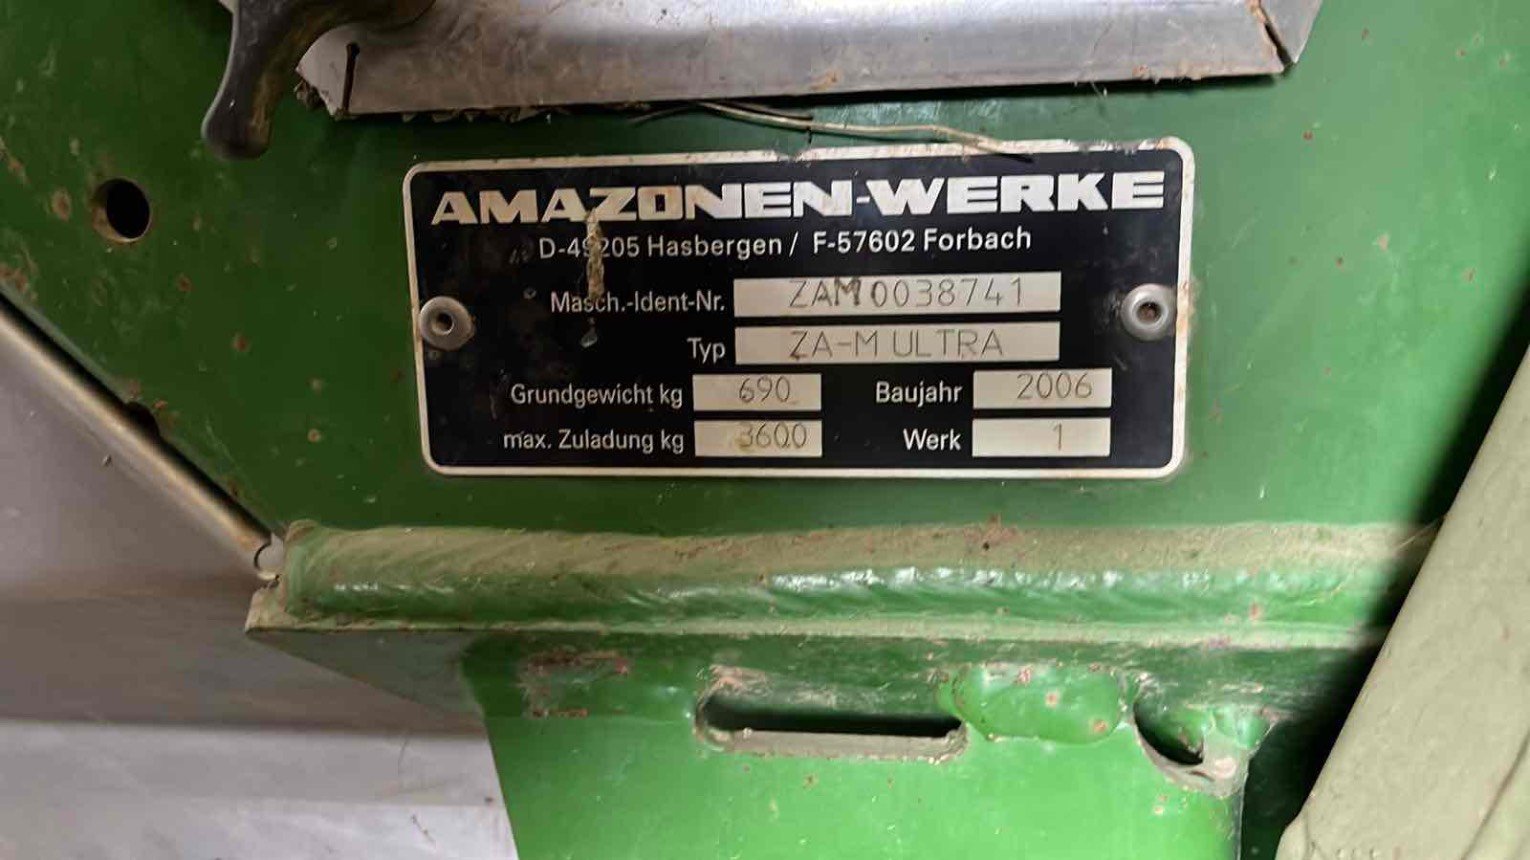 AMAZONEN-WERKE
D-49205 Hasbergen / F-57602 Forbach
Masch.-Ident-Nr. ZAM0038741
Typ ZA-M ULTRA
Grundgewicht kg 690 Baujahr 2006
max. Zuladung kg 3600 Werk 1